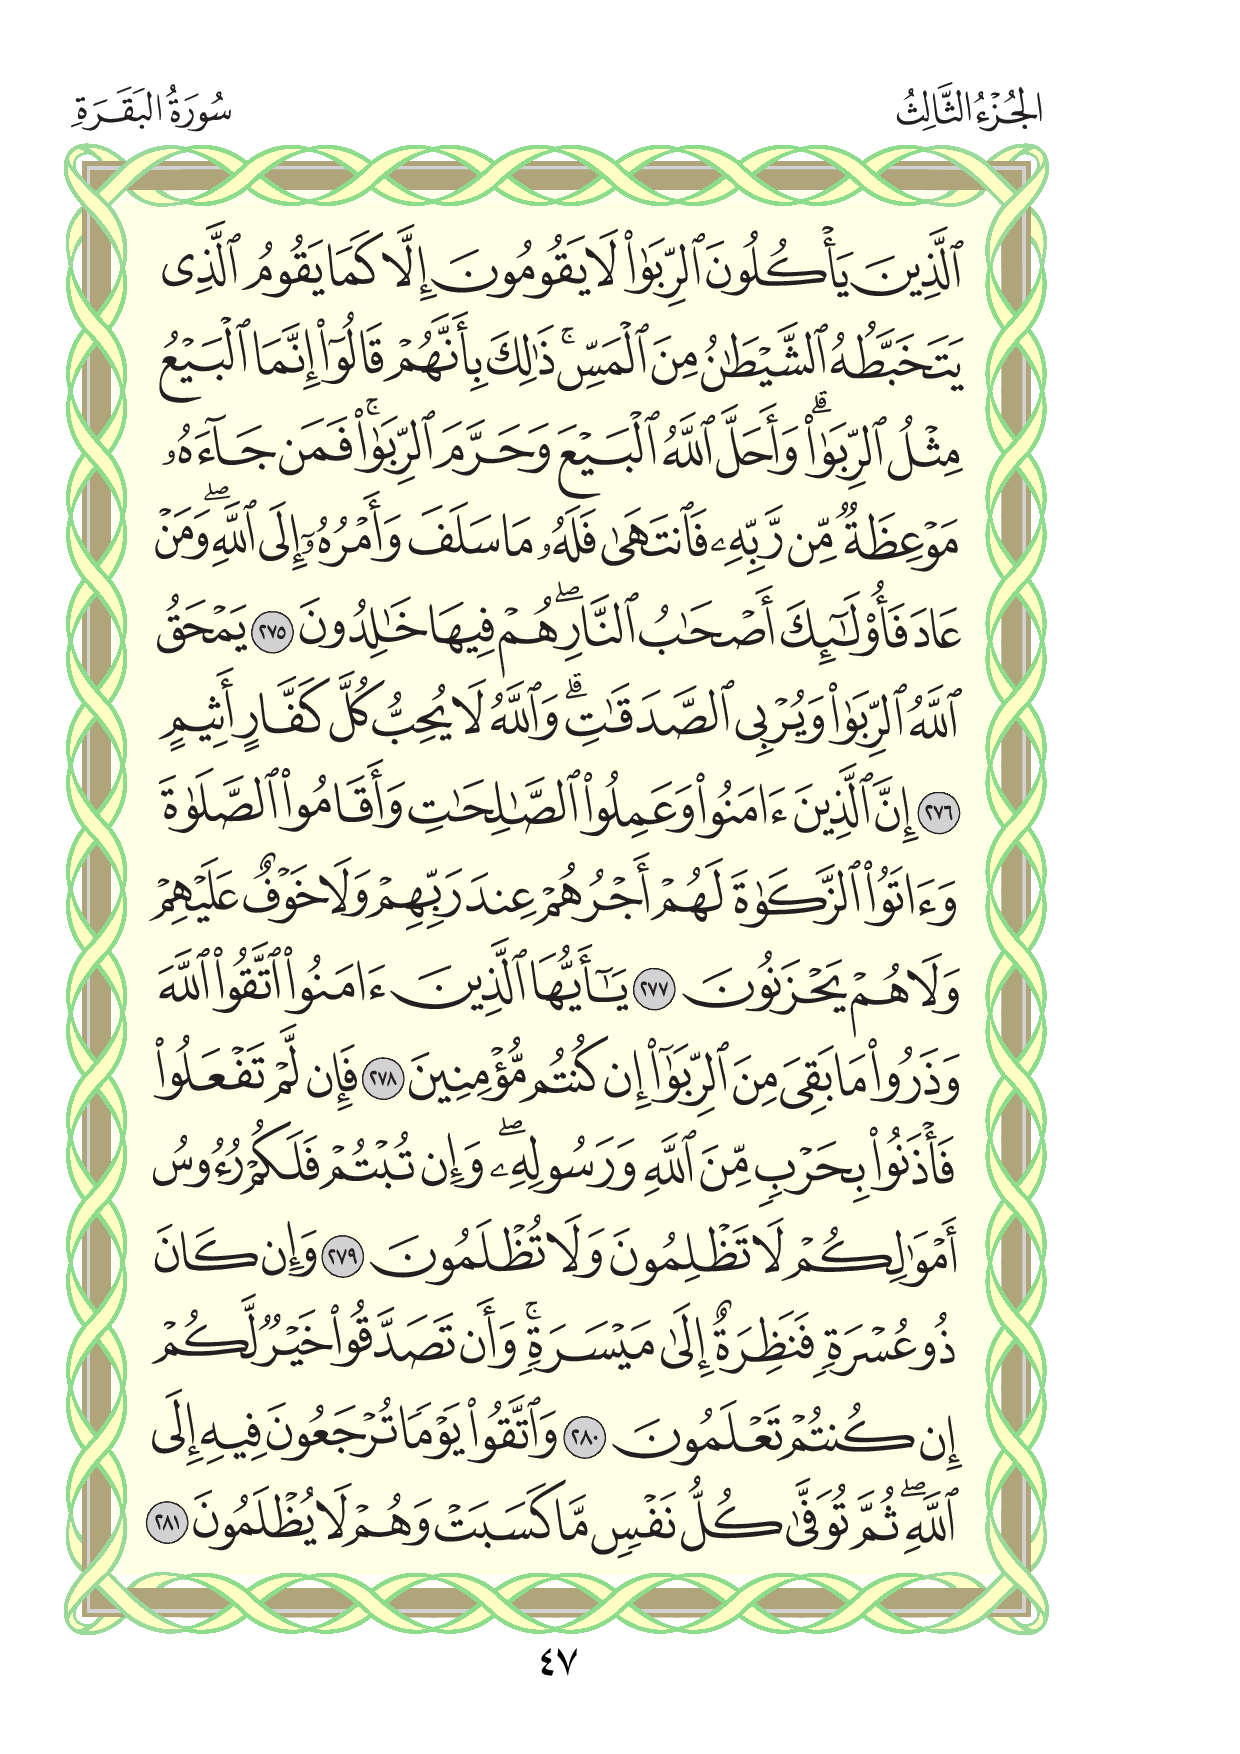 الجُزْءُ الثَّالِثُ
سُورَةُ البَقَرَةِ
ٱلَّذِينَ يَأْكُلُونَ ٱلرِّبَوٰا۟ لَا يَقُومُونَ إِلَّا كَمَا يَقُومُ ٱلَّذِى
يَتَخَبَّطُهُ ٱلشَّيْطَـٰنُ مِنَ ٱلْمَسِّ ۚ ذَٰلِكَ بِأَنَّهُمْ قَالُوٓا۟ إِنَّمَا ٱلْبَيْعُ
مِثْلُ ٱلرِّبَوٰا۟ ۗ وَأَحَلَّ ٱللَّهُ ٱلْبَيْعَ وَحَرَّمَ ٱلرِّبَوٰا۟ ۚ فَمَن جَآءَهُۥ
مَوْعِظَةٌ مِّن رَّبِّهِۦ فَٱنتَهَىٰ فَلَهُۥ مَا سَلَفَ وَأَمْرُهُۥٓ إِلَى ٱللَّهِ ۖ وَمَنْ
عَادَ فَأُو۟لَـٰٓئِكَ أَصْحَـٰبُ ٱلنَّارِ ۖ هُمْ فِيهَا خَـٰلِدُونَ ٢٧٥ يَمْحَقُ
ٱللَّهُ ٱلرِّبَوٰا۟ وَيُرْبِى ٱلصَّدَقَـٰتِ ۗ وَٱللَّهُ لَا يُحِبُّ كُلَّ كَفَّارٍ أَثِيمٍ
٢٧٦ إِنَّ ٱلَّذِينَ ءَامَنُوا۟ وَعَمِلُوا۟ ٱلصَّـٰلِحَـٰتِ وَأَقَامُوا۟ ٱلصَّلَوٰةَ
وَءَاتَوُا۟ ٱلزَّكَوٰةَ لَهُمْ أَجْرُهُمْ عِندَ رَبِّهِمْ وَلَا خَوْفٌ عَلَيْهِمْ
وَلَا هُمْ يَحْزَنُونَ ٢٧٧ يَـٰٓأَيُّهَا ٱلَّذِينَ ءَامَنُوا۟ ٱتَّقُوا۟ ٱللَّهَ
وَذَرُوا۟ مَا بَقِىَ مِنَ ٱلرِّبَوٰٓا۟ إِن كُنتُم مُّؤْمِنِينَ ٢٧٨ فَإِن لَّمْ تَفْعَلُوا۟
فَأْذَنُوا۟ بِحَرْبٍ مِّنَ ٱللَّهِ وَرَسُولِهِۦ ۖ وَإِن تُبْتُمْ فَلَكُمْ رُءُوسُ
أَمْوَٰلِكُمْ لَا تَظْلِمُونَ وَلَا تُظْلَمُونَ ٢٧٩ وَإِن كَانَ
ذُو عُسْرَةٍ فَنَظِرَةٌ إِلَىٰ مَيْسَرَةٍ ۚ وَأَن تَصَدَّقُوا۟ خَيْرٌ لَّكُمْ
إِن كُنتُمْ تَعْلَمُونَ ٢٨٠ وَٱتَّقُوا۟ يَوْمًا تُرْجَعُونَ فِيهِ إِلَى
ٱللَّهِ ۖ ثُمَّ تُوَفَّىٰ كُلُّ نَفْسٍ مَّا كَسَبَتْ وَهُمْ لَا يُظْلَمُونَ ٢٨١
٤٧